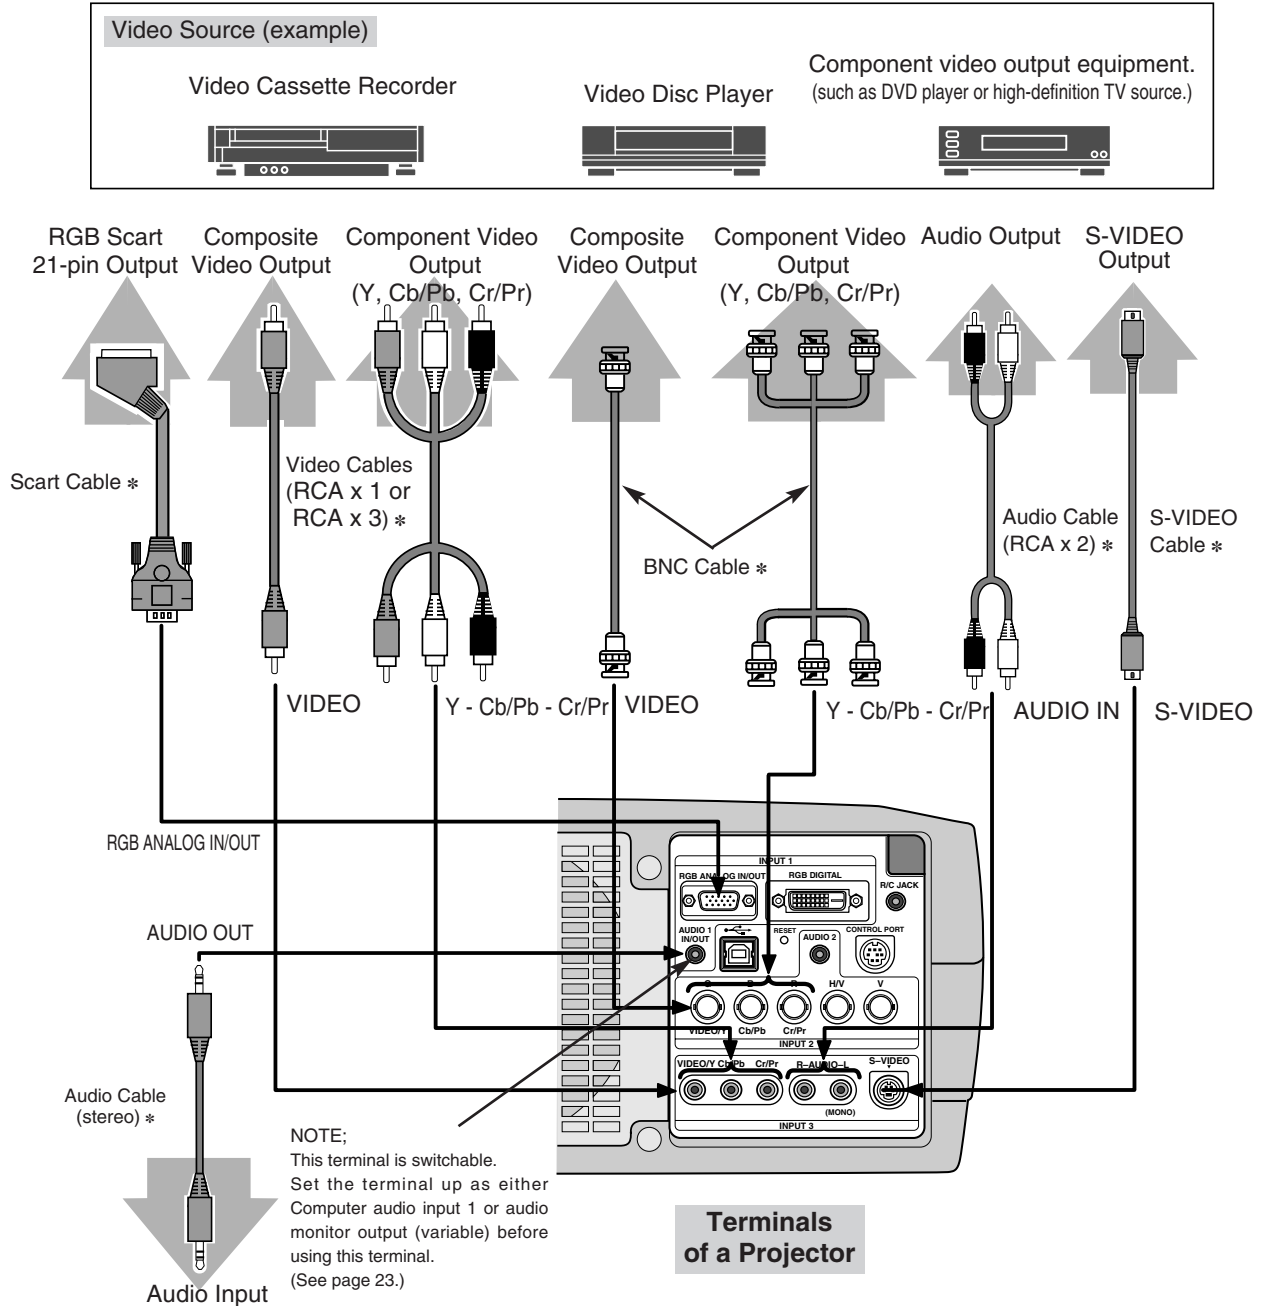 Video Source (example)
Video Cassette Recorder
Video Disc Player
Component video output equipment.
(such as DVD player or high-definition TV source.)
RGB Scart
21-pin Output
Composite
Video Output
Component Video
Output
(Y, Cb/Pb, Cr/Pr)
Composite
Video Output
Component Video
Output
(Y, Cb/Pb, Cr/Pr)
Audio Output
S-VIDEO
Output
Scart Cable ✻
Video Cables
(RCA x 1 or
RCA x 3) ✻
BNC Cable ✻
Audio Cable
(RCA x 2) ✻
S-VIDEO
Cable ✻
VIDEO
Y - Cb/Pb - Cr/Pr
VIDEO
Y - Cb/Pb - Cr/Pr
AUDIO IN
S-VIDEO
RGB ANALOG IN/OUT
AUDIO OUT
INPUT 1
RGB ANALOG IN/OUT
RGB DIGITAL
R/C JACK
AUDIO 1
IN/OUT
RESET
AUDIO 2
CONTROL PORT
G
B
R
H/V
V
VIDEO/Y
Cb/Pb
Cr/Pr
INPUT 2
VIDEO/Y
Cb/Pb
Cr/Pr
R–AUDIO–L
S–VIDEO
(MONO)
INPUT 3
Audio Cable
(stereo) ✻
Audio Input
NOTE;
This terminal is switchable.
Set the terminal up as either
Computer audio input 1 or audio
monitor output (variable) before
using this terminal.
(See page 23.)
Terminals
of a Projector